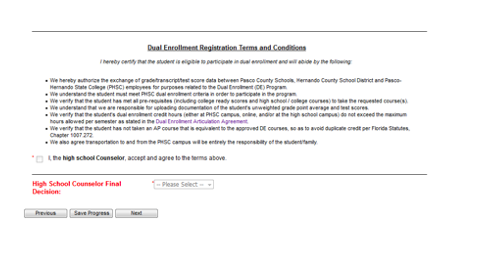 Dual Enrollment Registration Terms and Conditions
I hereby certify that the student is eligible to participate in dual enrollment and will abide by the following:
• We hereby authorize the exchange of grade/transcript/test score data between Pasco County Schools, Hernando County School District and Pasco-
Hernando State College (PHSC) employees for purposes related to the Dual Enrollment (DE) Program.
• We understand the student must meet PHSC dual enrollment criteria in order to participate in the program.
• We verify that the student has met all pre-requisites (including college ready scores and high school / college courses) to take the requested course(s).
• We understand that we are responsible for uploading documentation of the student's unweighted grade point average and test scores.
• We verify that the student's dual enrollment credit hours (either at PHSC campus, online, and/or at the high school campus) do not exceed the maximum
hours allowed per semester as stated in the Dual Enrollment Articulation Agreement.
• We verify that the student has not taken an AP course that is equivalent to the approved DE courses, so as to avoid duplicate credit per Florida Statutes,
Chapter 1007.272.
• We also agree transportation to and from the PHSC campus will be entirely the responsibility of the student/family.
* I, the high school Counselor, accept and agree to the terms above.
High School Counselor Final * -- Please Select --
Decision:
Previous Save Progress Next